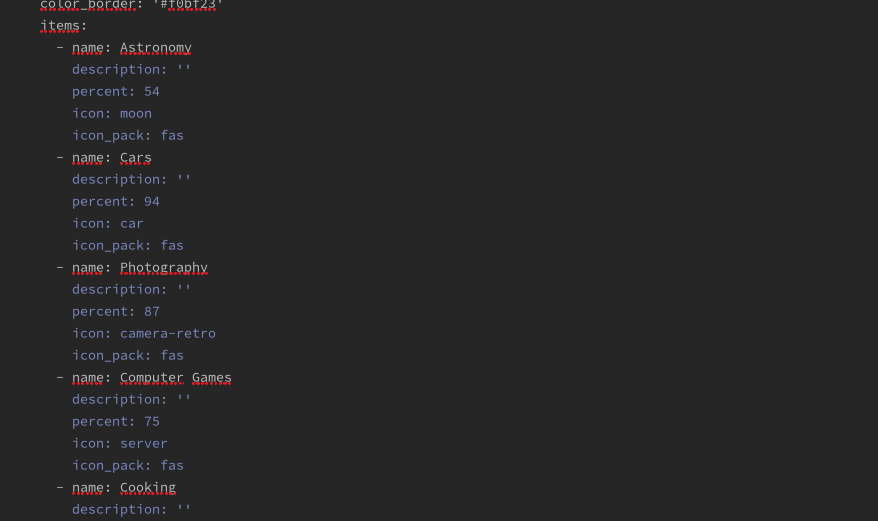 color_border: '#f0bf23'
items:
- name: Astronomy
description: ''
percent: 54
icon: moon
icon_pack: fas
- name: Cars
description: ''
percent: 94
icon: car
icon_pack: fas
- name: Photography
description: ''
percent: 87
icon: camera-retro
icon_pack: fas
- name: Computer Games
description: ''
percent: 75
icon: server
icon_pack: fas
- name: Cooking
description: ''